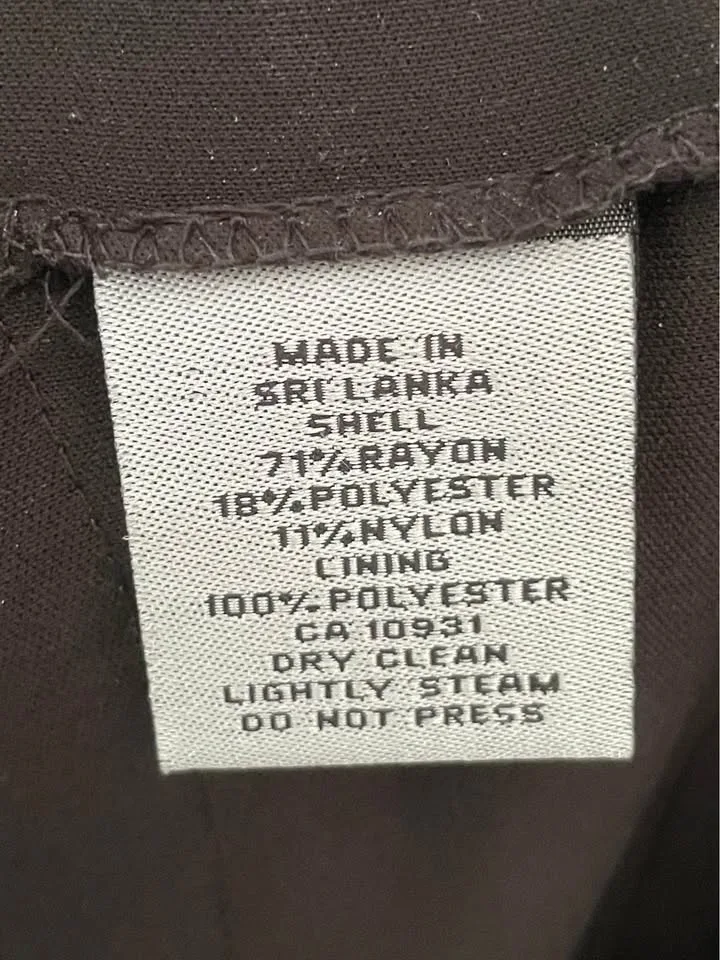 MADE IN
SRI LANKA
SHELL
71% RAYON
18% POLYESTER
11% NYLON
LINING
100% POLYESTER
CA 10931
DRY CLEAN
LIGHTLY STEAM
DO NOT PRESS